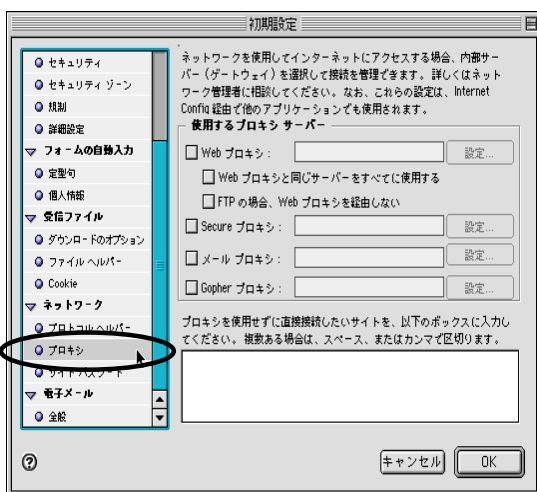 初期設定
セキュリティ
セキュリティ ゾーン
規制
詳細設定
フォームの自動入力
定型句
個人情報
受信ファイル
ダウンロードのオプション
ファイル ヘルパー
Cookie
ネットワーク
プロトコル ヘルパー
プロキシ
サイト パスワード
電子メール
全般
ネットワークを使用してインターネットにアクセスする場合、内部サー
バー（ゲートウェイ）を選択して接続を管理できます。詳しくはネット
ワーク管理者に相談してください。なお、これらの設定は、Internet
Config 経由で他のアプリケーションでも使用されます。
使用するプロキシ サーバー
Web プロキシ： 設定...
Web プロキシと同じサーバーをすべてに使用する
FTP の場合、Web プロキシを経由しない
Secure プロキシ： 設定...
メール プロキシ： 設定...
Gopher プロキシ： 設定...
プロキシを使用せずに直接接続したいサイトを、以下のボックスに入力し
てください。複数ある場合は、スペース、またはカンマで区切ります。
キャンセル OK